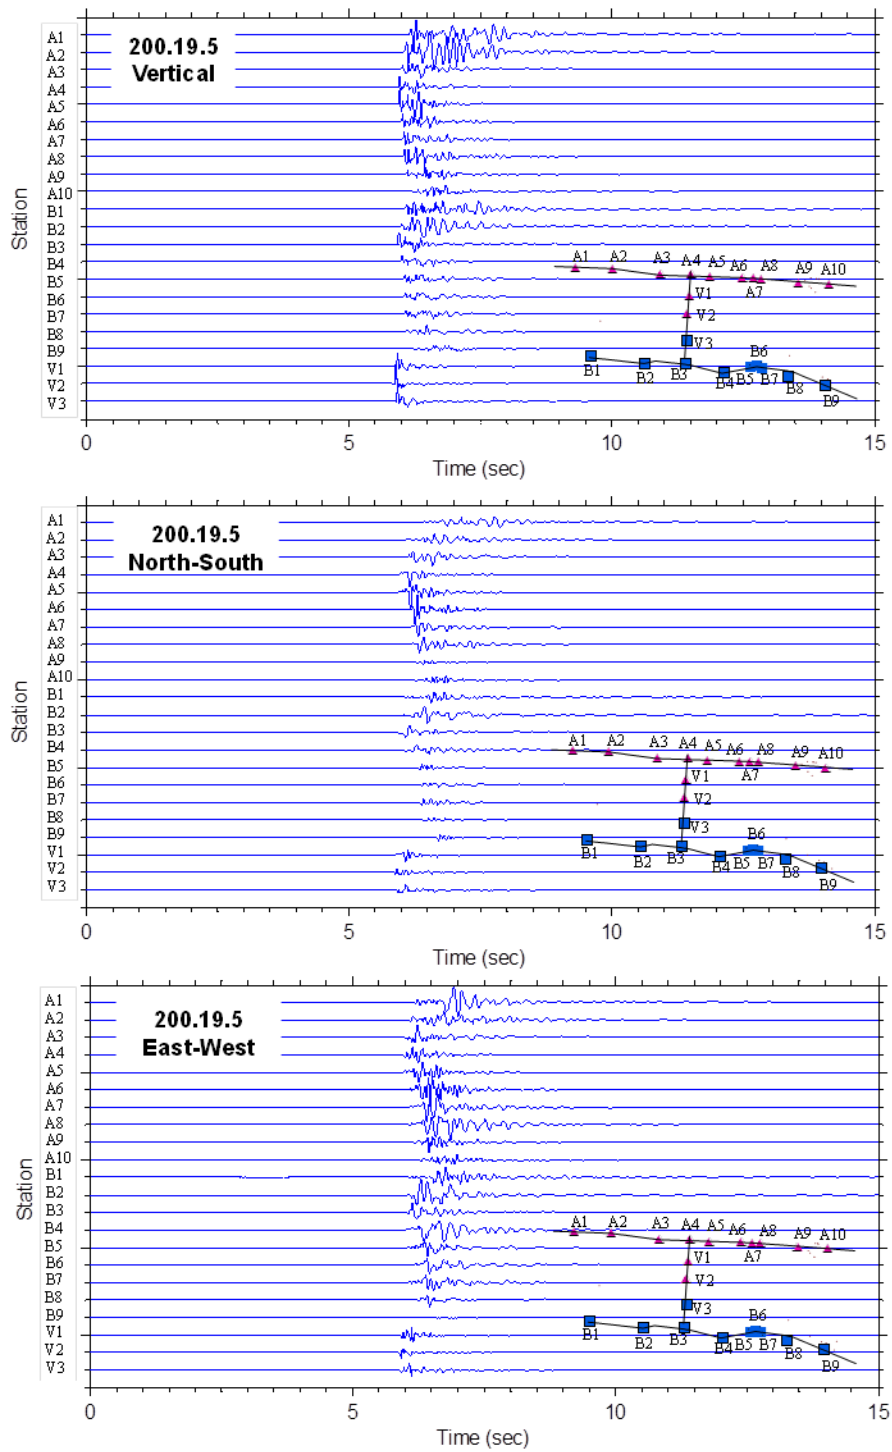 200.19.5
Vertical
Station
A1
A2
A3
A4
A5
A6
A7
A8
A9
A10
B1
B2
B3
B4
B5
B6
B7
B8
B9
V1
V2
V3
A1 A2 A3 A4 A5 A6 A8 A9 A10
A7
V1
V2
V3
B6
B1 B2 B3 B4 B5 B7 B8 B9
0 5 10 15
Time (sec)
200.19.5
North-South
Station
A1
A2
A3
A4
A5
A6
A7
A8
A9
A10
B1
B2
B3
B4
B5
B6
B7
B8
B9
V1
V2
V3
A1 A2 A3 A4 A5 A6 A8 A9 A10
A7
V1
V2
V3
B6
B1 B2 B3 B4 B5 B7 B8 B9
0 5 10 15
Time (sec)
200.19.5
East-West
Station
A1
A2
A3
A4
A5
A6
A7
A8
A9
A10
B1
B2
B3
B4
B5
B6
B7
B8
B9
V1
V2
V3
A1 A2 A3 A4 A5 A6 A8 A9 A10
A7
V1
V2
V3
B6
B1 B2 B3 B4 B5 B7 B8 B9
0 5 10 15
Time (sec)